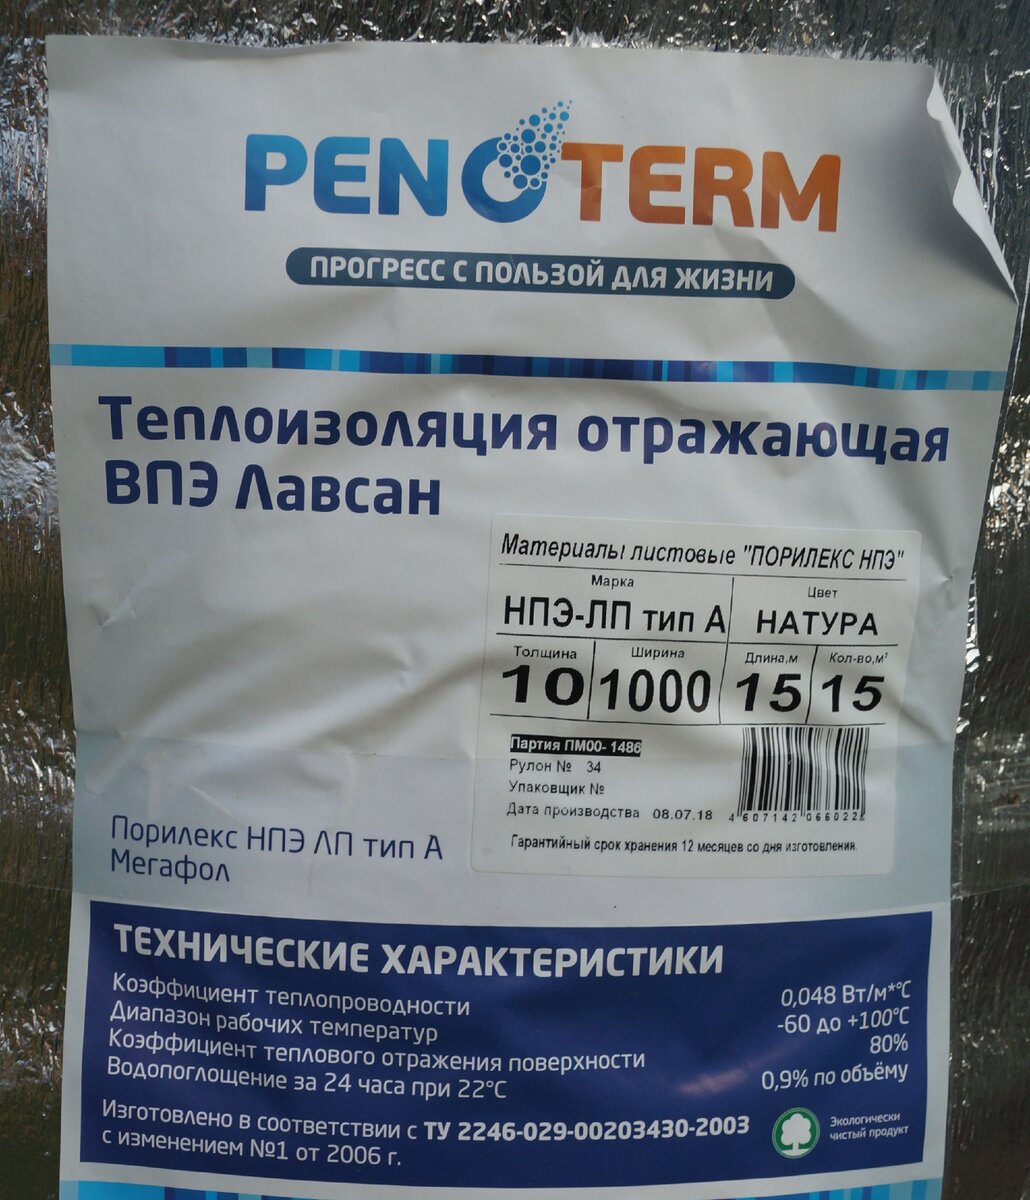 PENOTERM
ПРОГРЕСС С ПОЛЬЗОЙ ДЛЯ ЖИЗНИ
Теплоизоляция отражающая
ВПЭ Лавсан
Материалы листовые "ПОРИЛЕКС НПЭ"
Марка Цвет
НПЭ-ЛП тип А НАТУРА
Толщина Ширина Длина,м Кол-во,м²
10 1000 15 15
Партия ПМ00- 1486
Рулон № 34
Упаковщик №
Дата производства 08.07.18
4 607142 066022
Гарантийный срок хранения 12 месяцев со дня изготовления.
Порилекс НПЭ ЛП тип А
Мегафол
ТЕХНИЧЕСКИЕ ХАРАКТЕРИСТИКИ
Коэффициент теплопроводности 0,048 Вт/м*°С
Диапазон рабочих температур -60 до +100°С
Коэффициент теплового отражения поверхности 80%
Водопоглощение за 24 часа при 22°С 0,9% по объёму
Изготовлено в соответствии с ТУ 2246-029-00203430-2003
с изменением №1 от 2006 г.
Экологически
чистый продукт